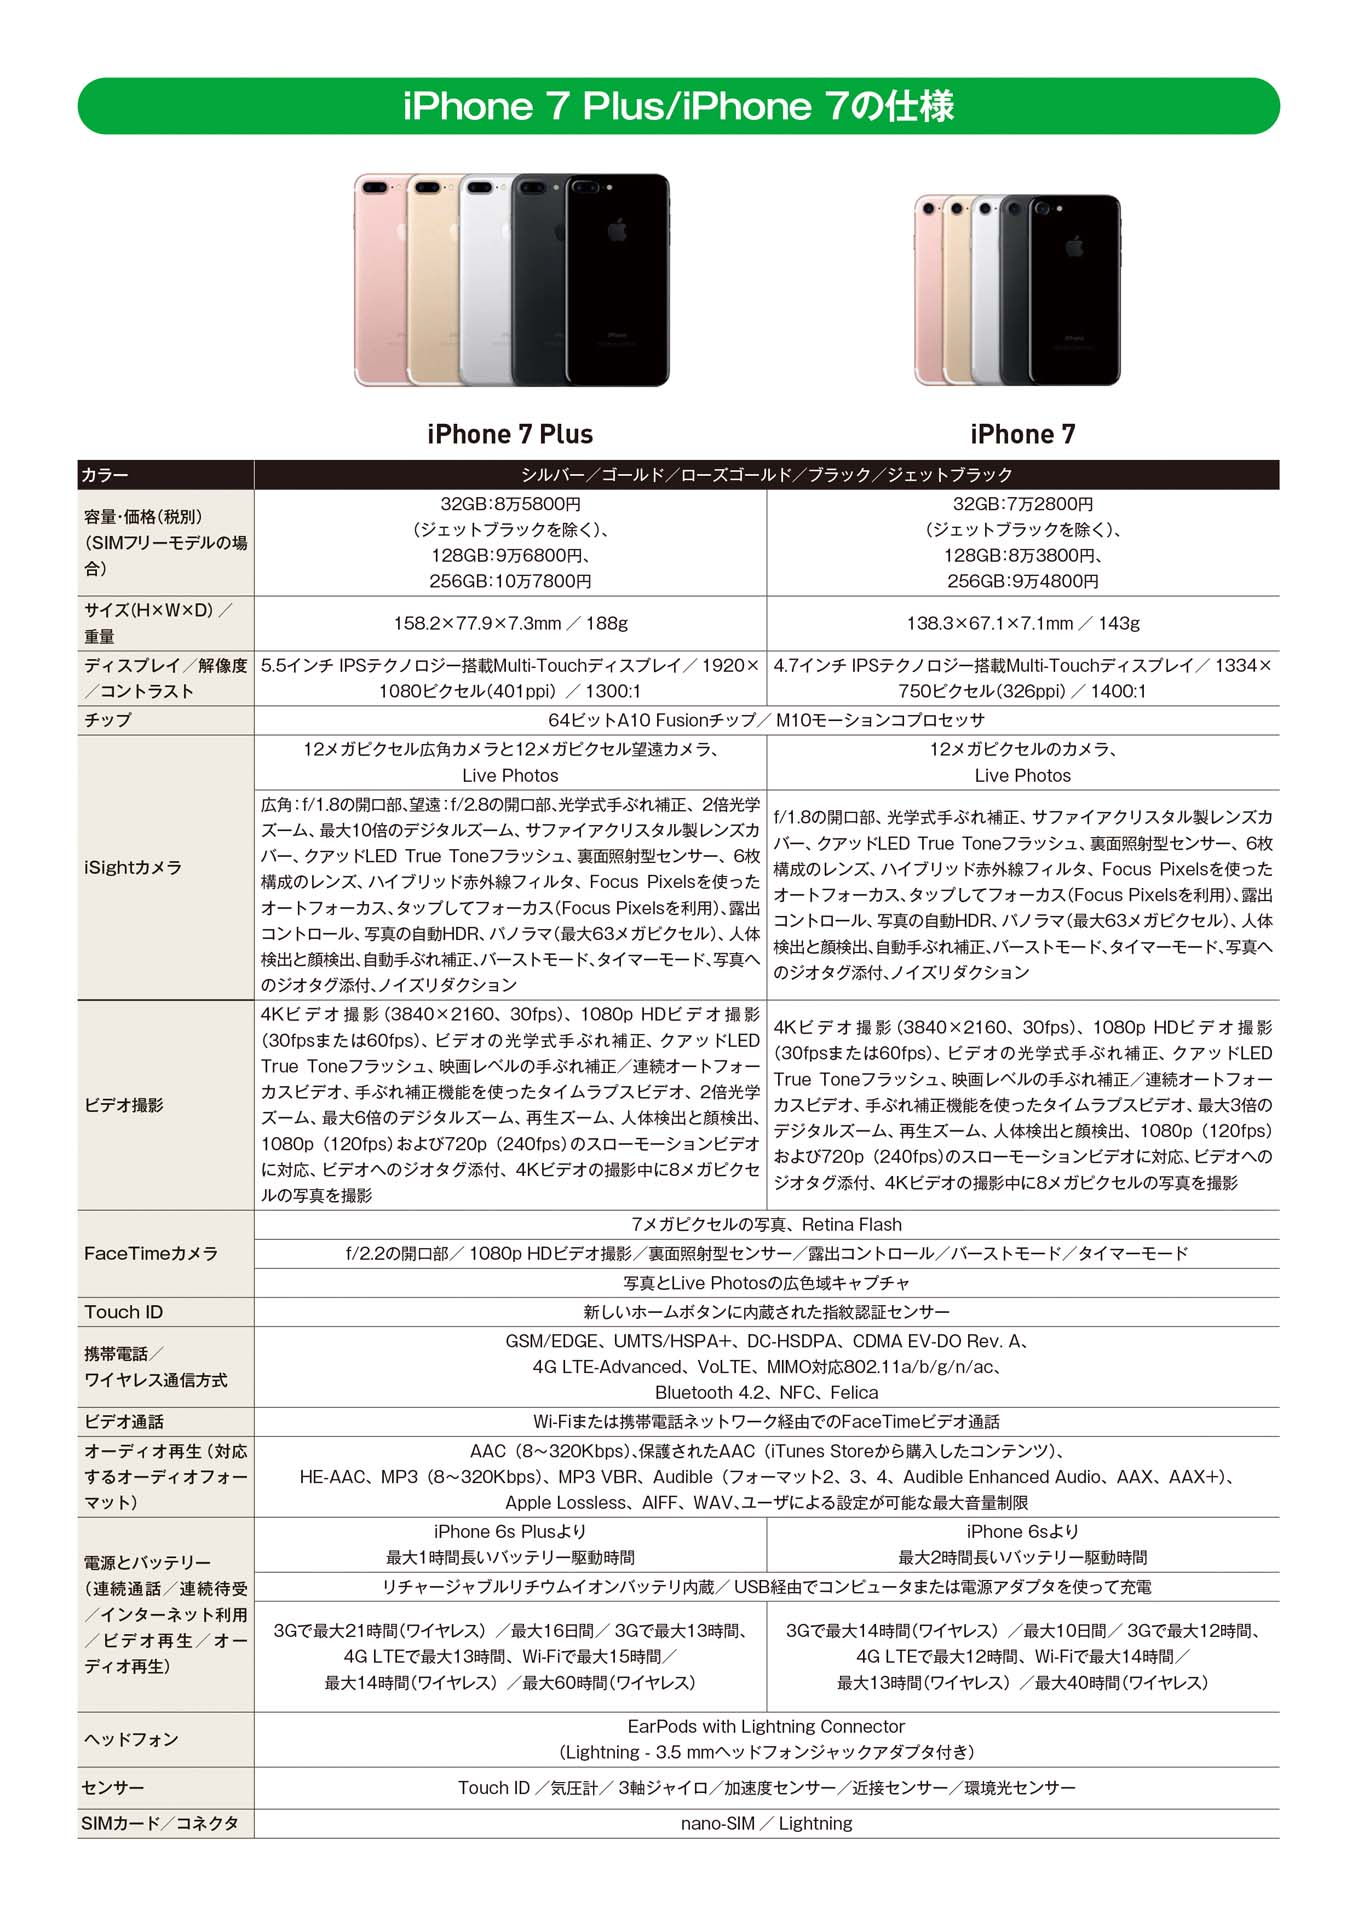 iPhone 7 Plus/iPhone 7の仕様
iPhone 7 Plus
iPhone 7
カラー
シルバー／ゴールド／ローズゴールド／ブラック／ジェットブラック
容量・価格（税別）
（SIMフリーモデルの場
合）
32GB：8万5800円
（ジェットブラックを除く）、
128GB：9万6800円、
256GB：10万7800円
32GB：7万2800円
（ジェットブラックを除く）、
128GB：8万3800円、
256GB：9万4800円
サイズ（H×W×D）／
重量
158.2×77.9×7.3mm ／ 188g
138.3×67.1×7.1mm ／ 143g
ディスプレイ／解像度
／コントラスト
5.5インチ IPSテクノロジー搭載Multi-Touchディスプレイ／ 1920×
1080ピクセル（401ppi）／ 1300:1
4.7インチ IPSテクノロジー搭載Multi-Touchディスプレイ／ 1334×
750ピクセル（326ppi）／ 1400:1
チップ
64ビットA10 Fusionチップ／ M10モーションコプロセッサ
iSightカメラ
12メガピクセル広角カメラと12メガピクセル望遠カメラ、
Live Photos
12メガピクセルのカメラ、
Live Photos
広角：f/1.8の開口部、望遠：f/2.8の開口部、光学式手ぶれ補正、2倍光学
ズーム、最大10倍のデジタルズーム、サファイアクリスタル製レンズカ
バー、クアッドLED True Toneフラッシュ、裏面照射型センサー、6枚
構成のレンズ、ハイブリッド赤外線フィルタ、Focus Pixelsを使った
オートフォーカス、タップしてフォーカス（Focus Pixelsを利用）、露出
コントロール、写真の自動HDR、パノラマ（最大63メガピクセル）、人体
検出と顔検出、自動手ぶれ補正、バーストモード、タイマーモード、写真へ
のジオタグ添付、ノイズリダクション
f/1.8の開口部、光学式手ぶれ補正、サファイアクリスタル製レンズカ
バー、クアッドLED True Toneフラッシュ、裏面照射型センサー、6枚
構成のレンズ、ハイブリッド赤外線フィルタ、Focus Pixelsを使った
オートフォーカス、タップしてフォーカス（Focus Pixelsを利用）、露出
コントロール、写真の自動HDR、パノラマ（最大63メガピクセル）、人体
検出と顔検出、自動手ぶれ補正、バーストモード、タイマーモード、写真へ
のジオタグ添付、ノイズリダクション
ビデオ撮影
4Kビデオ撮影（3840×2160、30fps）、1080p HDビデオ撮影
（30fpsまたは60fps）、ビデオの光学式手ぶれ補正、クアッドLED
True Toneフラッシュ、映画レベルの手ぶれ補正／連続オートフォー
カスビデオ、手ぶれ補正機能を使ったタイムラプスビデオ、2倍光学
ズーム、最大6倍のデジタルズーム、再生ズーム、人体検出と顔検出、
1080p（120fps）および720p（240fps）のスローモーションビデオ
に対応、ビデオへのジオタグ添付、4Kビデオの撮影中に8メガピクセ
ルの写真を撮影
4Kビデオ撮影（3840×2160、30fps）、1080p HDビデオ撮影
（30fpsまたは60fps）、ビデオの光学式手ぶれ補正、クアッドLED
True Toneフラッシュ、映画レベルの手ぶれ補正／連続オートフォー
カスビデオ、手ぶれ補正機能を使ったタイムラプスビデオ、最大3倍の
デジタルズーム、再生ズーム、人体検出と顔検出、1080p（120fps）
および720p（240fps）のスローモーションビデオに対応、ビデオへの
ジオタグ添付、4Kビデオの撮影中に8メガピクセルの写真を撮影
FaceTimeカメラ
7メガピクセルの写真、Retina Flash
f/2.2の開口部／ 1080p HDビデオ撮影／裏面照射型センサー／露出コントロール／バーストモード／タイマーモード
写真とLive Photosの広色域キャプチャ
Touch ID
新しいホームボタンに内蔵された指紋認証センサー
携帯電話／
ワイヤレス通信方式
GSM/EDGE、UMTS/HSPA＋、DC-HSDPA、CDMA EV-DO Rev. A、
4G LTE-Advanced、VoLTE、MIMO対応802.11a/b/g/n/ac、
Bluetooth 4.2、NFC、Felica
ビデオ通話
Wi-Fiまたは携帯電話ネットワーク経由でのFaceTimeビデオ通話
オーディオ再生（対応
するオーディオフォー
マット）
AAC（8〜320Kbps）、保護されたAAC（iTunes Storeから購入したコンテンツ）、
HE-AAC、MP3（8〜320Kbps）、MP3 VBR、Audible（フォーマット2、3、4、Audible Enhanced Audio、AAX、AAX＋）、
Apple Lossless、AIFF、WAV、ユーザによる設定が可能な最大音量制限
電源とバッテリー
（連続通話／連続待受
／インターネット利用
／ビデオ再生／オー
ディオ再生）
iPhone 6s Plusより
最大1時間長いバッテリー駆動時間
iPhone 6sより
最大2時間長いバッテリー駆動時間
リチャージャブルリチウムイオンバッテリ内蔵／ USB経由でコンピュータまたは電源アダプタを使って充電
3Gで最大21時間（ワイヤレス）／最大16日間／ 3Gで最大13時間、
4G LTEで最大13時間、Wi-Fiで最大15時間／
最大14時間（ワイヤレス）／最大60時間（ワイヤレス）
3Gで最大14時間（ワイヤレス）／最大10日間／ 3Gで最大12時間、
4G LTEで最大12時間、Wi-Fiで最大14時間／
最大13時間（ワイヤレス）／最大40時間（ワイヤレス）
ヘッドフォン
EarPods with Lightning Connector
（Lightning - 3.5 mmヘッドフォンジャックアダプタ付き）
センサー
Touch ID ／気圧計／ 3軸ジャイロ／加速度センサー／近接センサー／環境光センサー
SIMカード／コネクタ
nano-SIM ／ Lightning